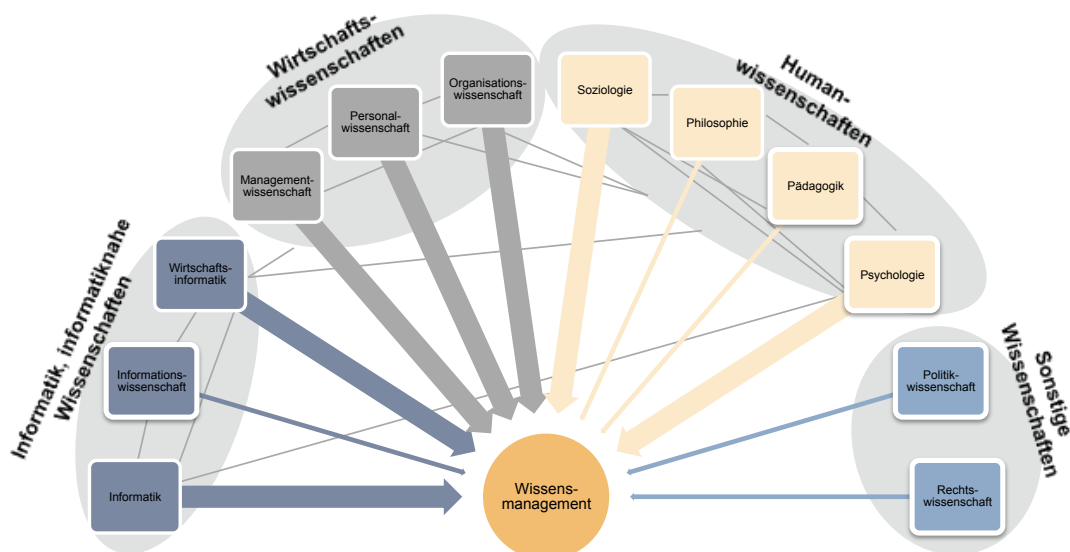 Wirtschafts-
wissenschaften
Human-
wissenschaften
Organisations-
wissenschaft
Soziologie
Personal-
wissenschaft
Philosophie
Management-
wissenschaft
Pädagogik
Informatik, informatiknahe
Wissenschaften
Wirtschafts-
informatik
Psychologie
Informations-
wissenschaft
Politik-
wissenschaft
Sonstige
Wissenschaften
Informatik
Wissens-
management
Rechts-
wissenschaft